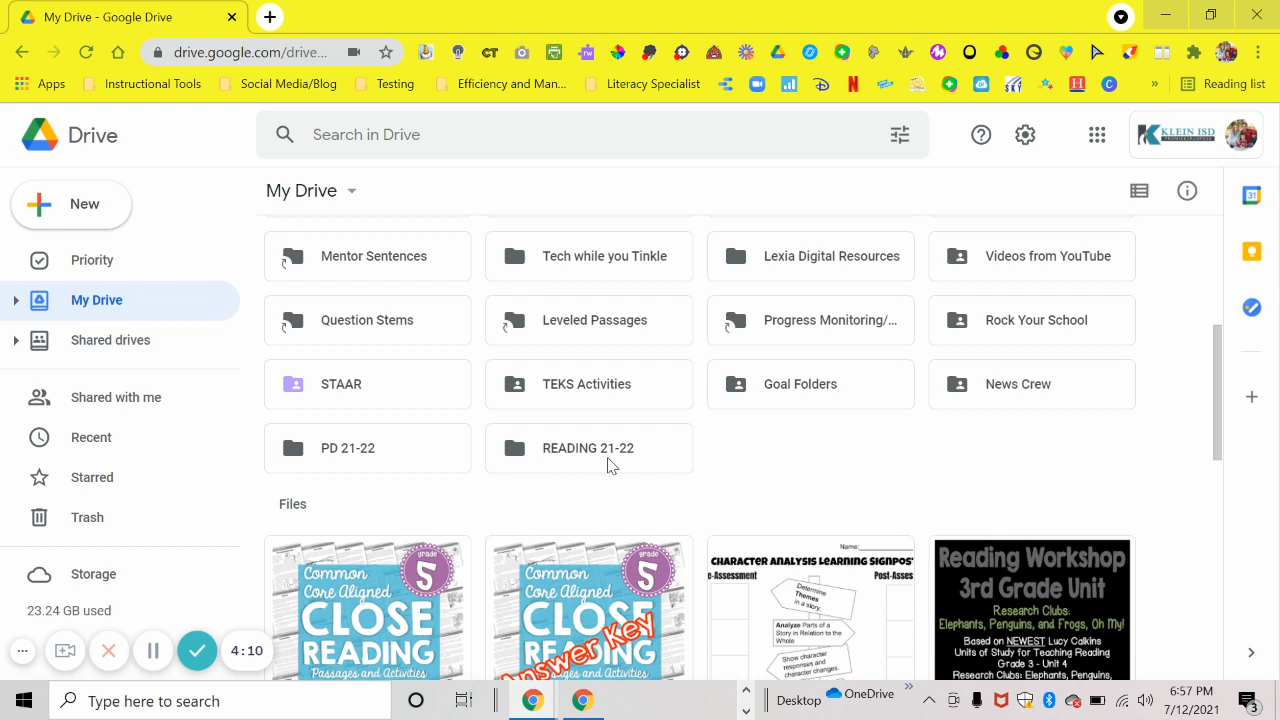 My Drive - Google Drive
drive.google.com/drive...
Apps
Instructional Tools
Social Media/Blog
Testing
Efficiency and Man...
Literacy Specialist
Reading list
Drive
Search in Drive
KLEIN ISD
New
My Drive
Priority
My Drive
Shared drives
Shared with me
Recent
Starred
Trash
Storage
23.24 GB used
4:10
Mentor Sentences
Tech while you Tinkle
Lexia Digital Resources
Videos from YouTube
Question Stems
Leveled Passages
Progress Monitoring/...
Rock Your School
STAAR
TEKS Activities
Goal Folders
News Crew
PD 21-22
READING 21-22
Files
grade
5
Common
Core Aligned
CLOSE
READING
Passages and Activities
grade
5
Common
Core Aligned
CLOSE
READING
Passages and Activities
Answer Key
Name:
CHARACTER ANALYSIS LEARNING SIGNPOS
e-Assessment
Post-Asses
Determine
Themes
in a story.
Analyze Parts of a
Story in Relation to the
Whole
Show character
responses and
character changes.
Reading Workshop
3rd Grade Unit
Research Clubs:
Elephants, Penguins, and Frogs, Oh My!
Based on NEWEST Lucy Calkins
Units of Study for Teaching Reading
Grade 3 - Unit 4
Research Clubs: Elephants, Penguins,
31
Type here to search
Desktop
OneDrive
6:57 PM
7/12/2021
3